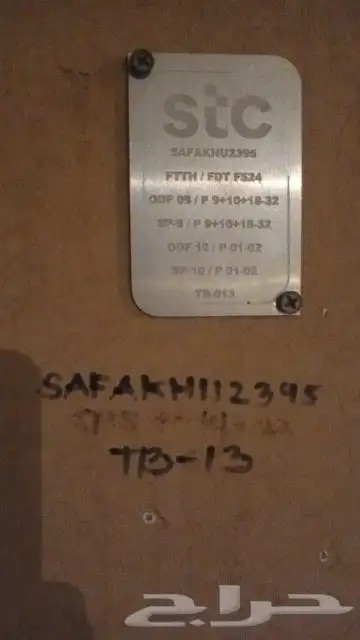 stc
SAFAKHU2395
FTTH / FDT F524
ODF 09 / P 9+10+18-32
SP-9 / P 9+10+18-32
ODF 10 / P 01-02
SP-10 / P 01-02
TB-013
SAFAKHU2395
TB-13
حراج